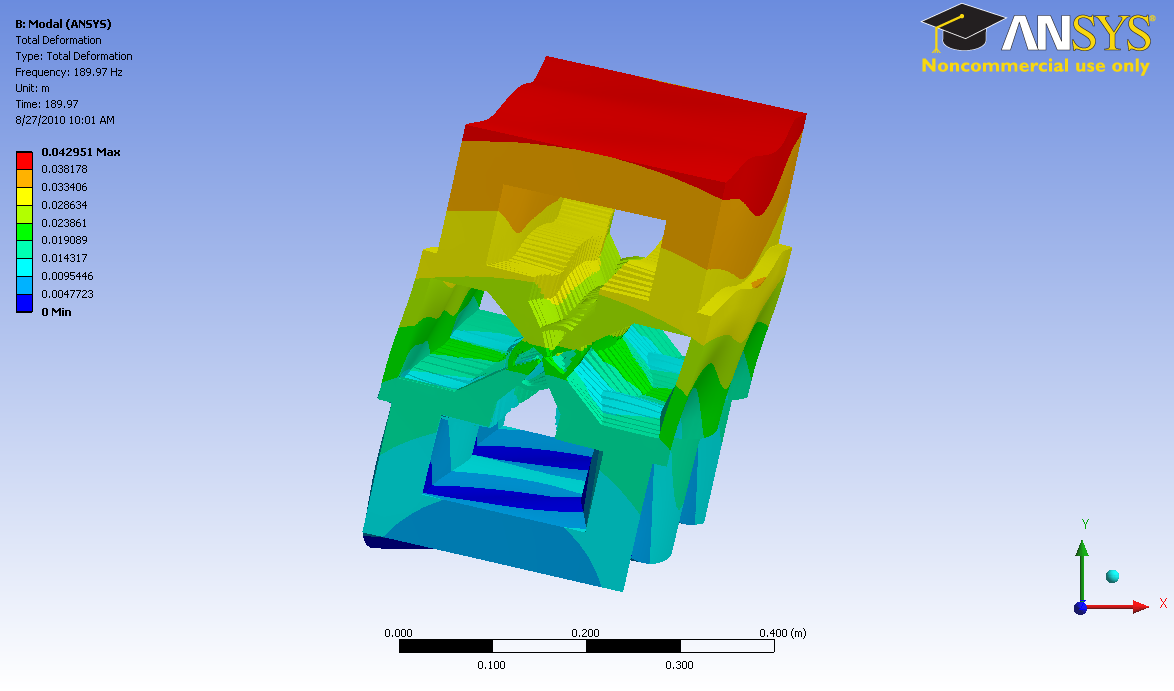 B: Modal (ANSYS)
Total Deformation
Type: Total Deformation
Frequency: 189.97 Hz
Unit: m
Time: 189.97
8/27/2010 10:01 AM
0.042951 Max
0.038178
0.033406
0.028634
0.023861
0.019089
0.014317
0.0095446
0.0047723
0 Min
ANSYS®
Noncommercial use only
Y
X
0.000 0.200 0.400 (m)
0.100 0.300